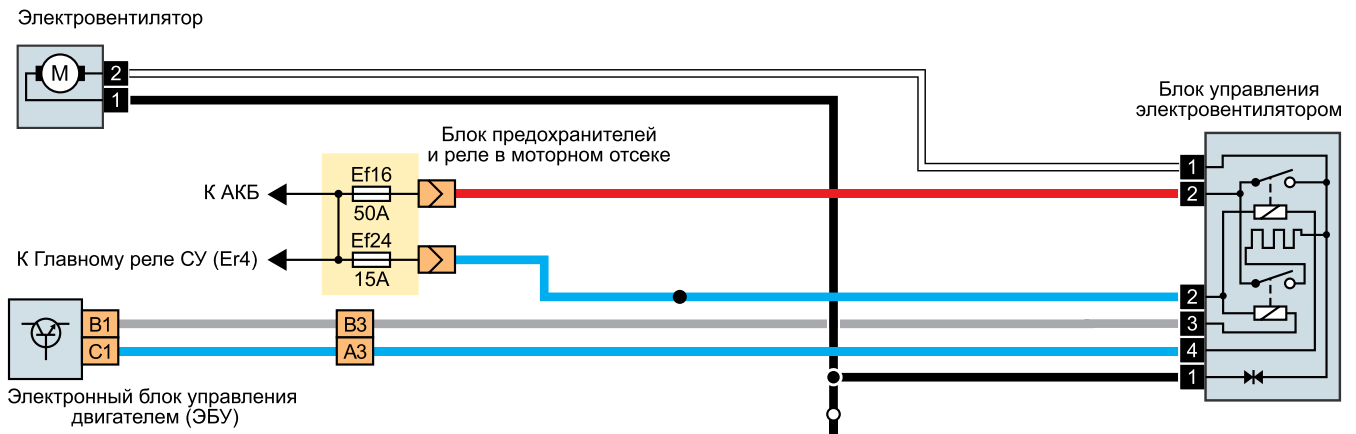 Электровентилятор
М
2
1
Блок управления
электровентилятором
Блок предохранителей
и реле в моторном отсеке
1
К АКБ
Ef16
50A
2
К Главному реле СУ (Er4)
Ef24
15A
2
B1
B3
3
C1
A3
4
1
Электронный блок управления
двигателем (ЭБУ)